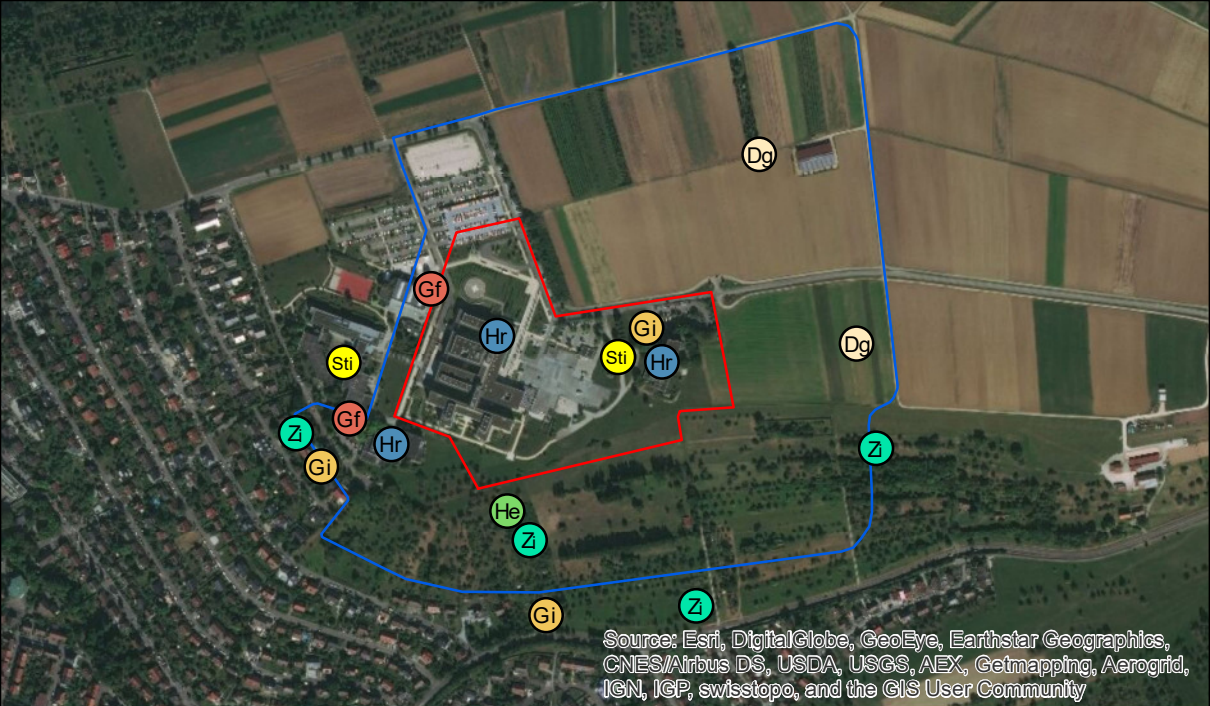 Dg
Gf
Gi
Hr
Sti
Hr
Dg
Sti
Gf
Zi
Hr
Gi
Zi
He
Zi
Gi
Zi
Source: Esri, DigitalGlobe, GeoEye, Earthstar Geographics,
CNES/Airbus DS, USDA, USGS, AEX, Getmapping, Aerogrid,
IGN, IGP, swisstopo, and the GIS User Community